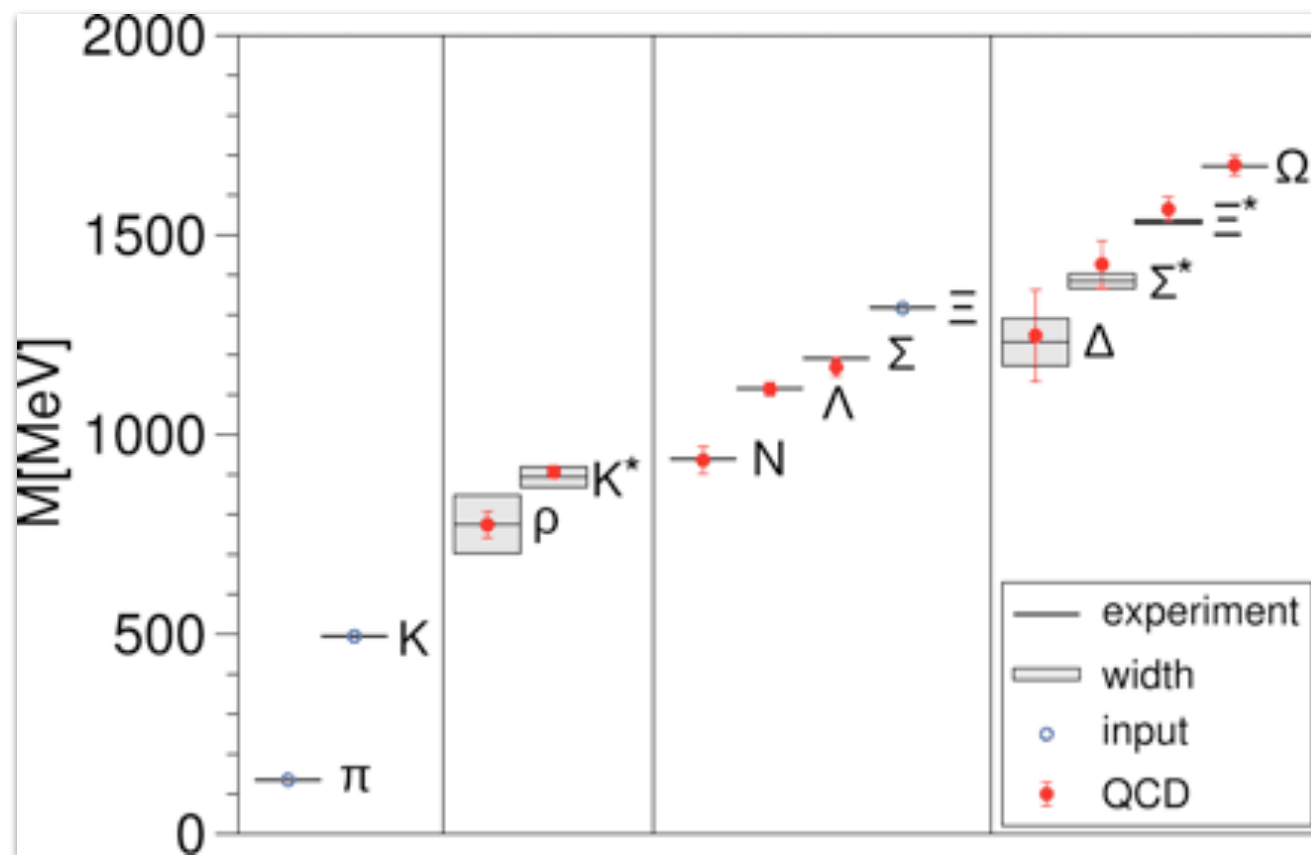 2000
1500
1000
500
0
M[MeV]
π
K
ρ
K*
N
Λ
Σ
Ξ
Δ
Σ*
Ξ*
Ω
experiment
width
input
QCD